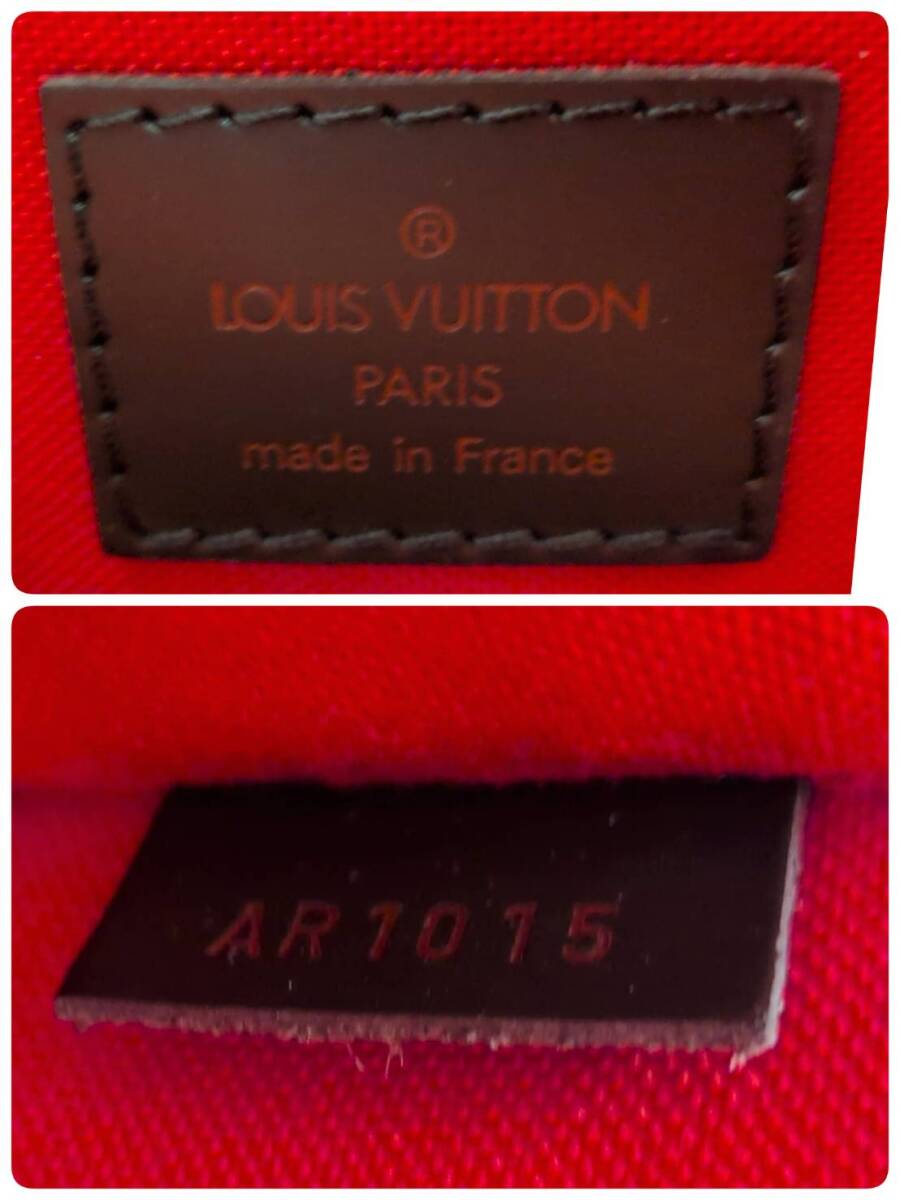 ®
LOUIS VUITTON
PARIS
made in France
AR1015